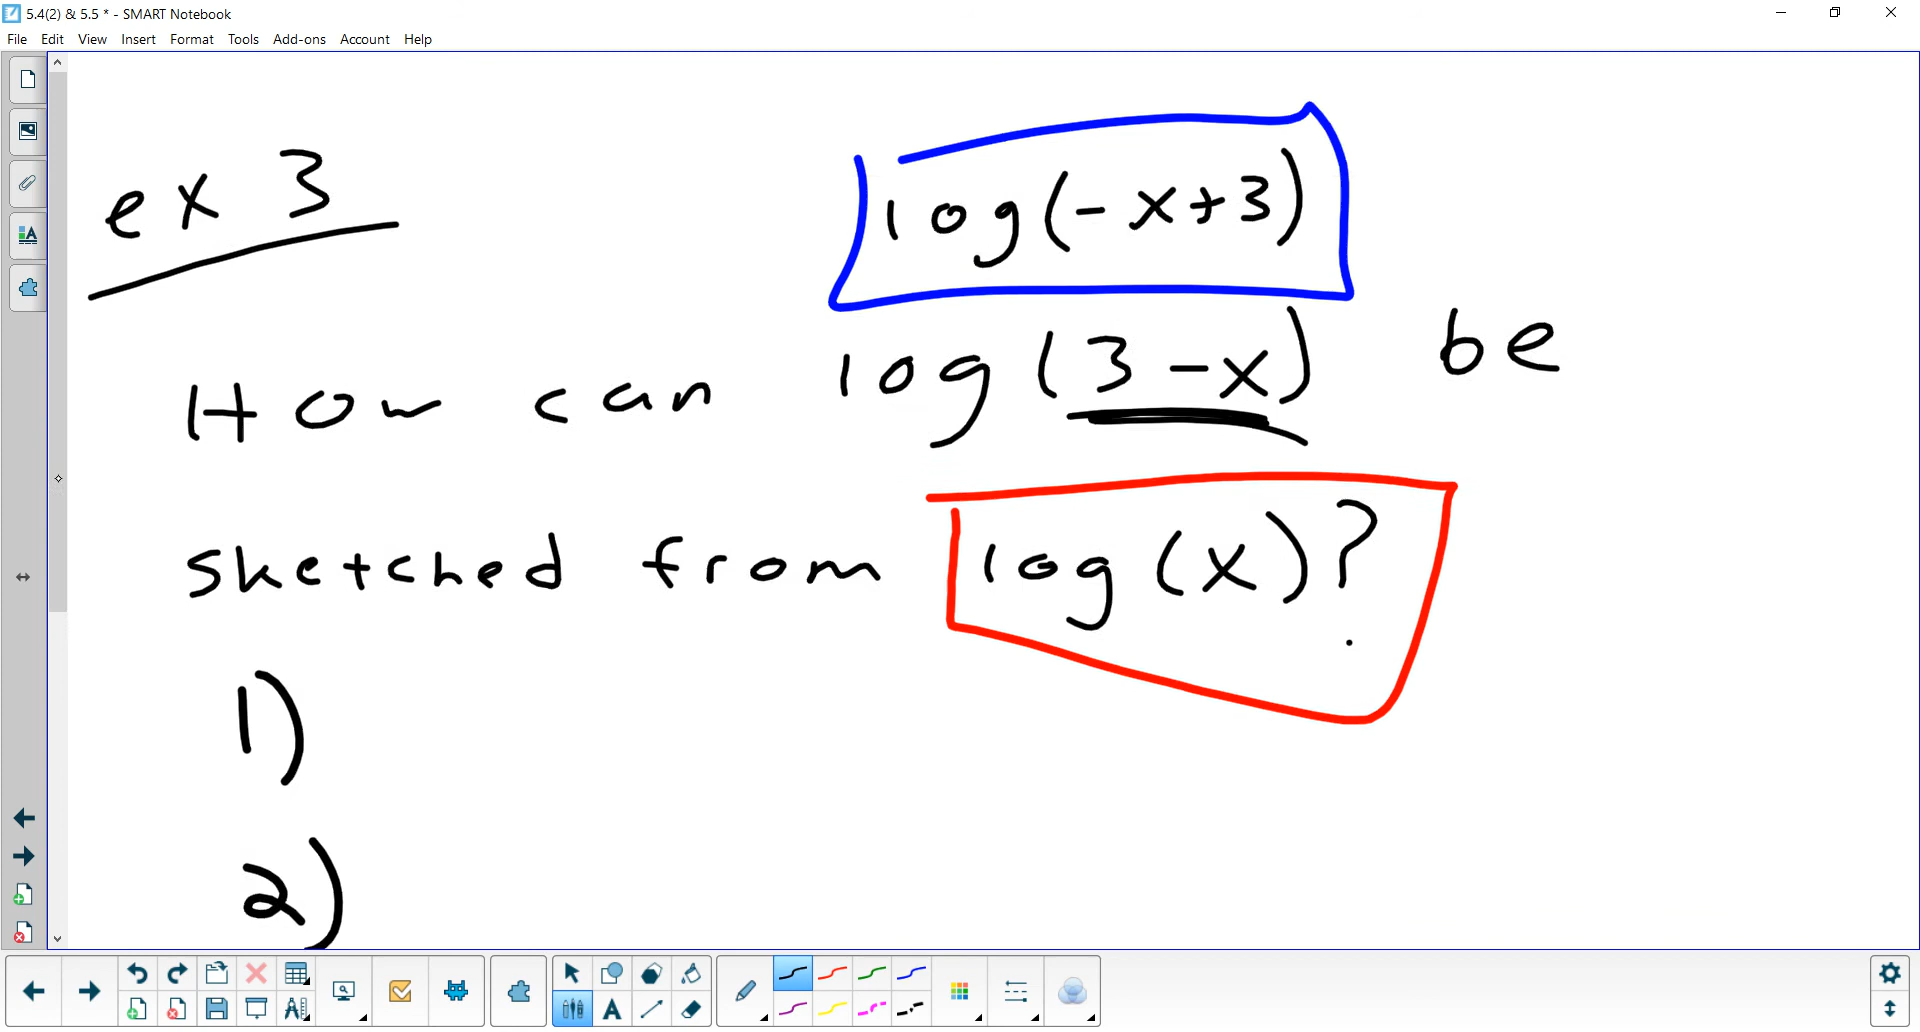 5.4(2) & 5.5 * - SMART Notebook
File Edit View Insert Format Tools Add-ons Account Help
ex 3
log(-x+3)
How can log(3-x) be
sketched from log(x)?
1)
2)